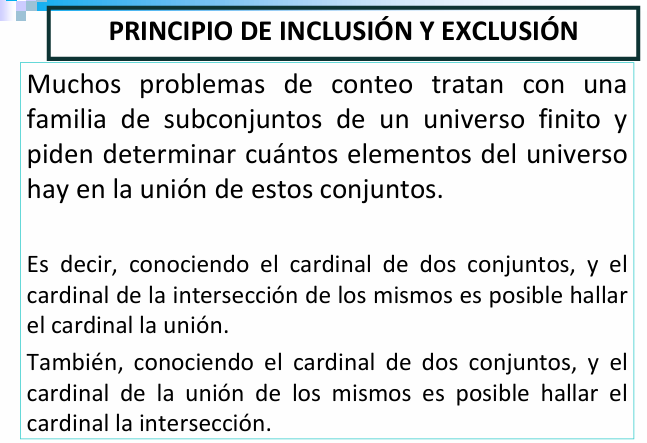 PRINCIPIO DE INCLUSIÓN Y EXCLUSIÓN
Muchos problemas de conteo tratan con una
familia de subconjuntos de un universo finito y
piden determinar cuántos elementos del universo
hay en la unión de estos conjuntos.
Es decir, conociendo el cardinal de dos conjuntos, y el
cardinal de la intersección de los mismos es posible hallar
el cardinal la unión.
También, conociendo el cardinal de dos conjuntos, y el
cardinal de la unión de los mismos es posible hallar el
cardinal la intersección.